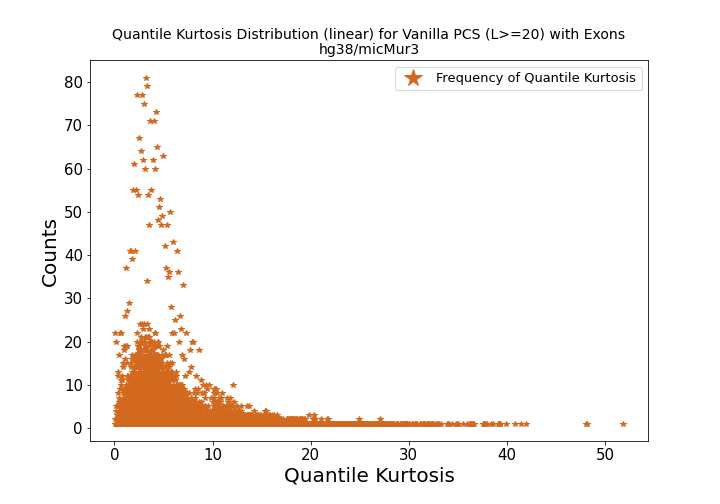 Quantile Kurtosis Distribution (linear) for Vanilla PCS (L>=20) with Exons
hg38/micMur3
Frequency of Quantile Kurtosis
80
70
60
50
40
30
20
10
0
Counts
0 10 20 30 40 50
Quantile Kurtosis